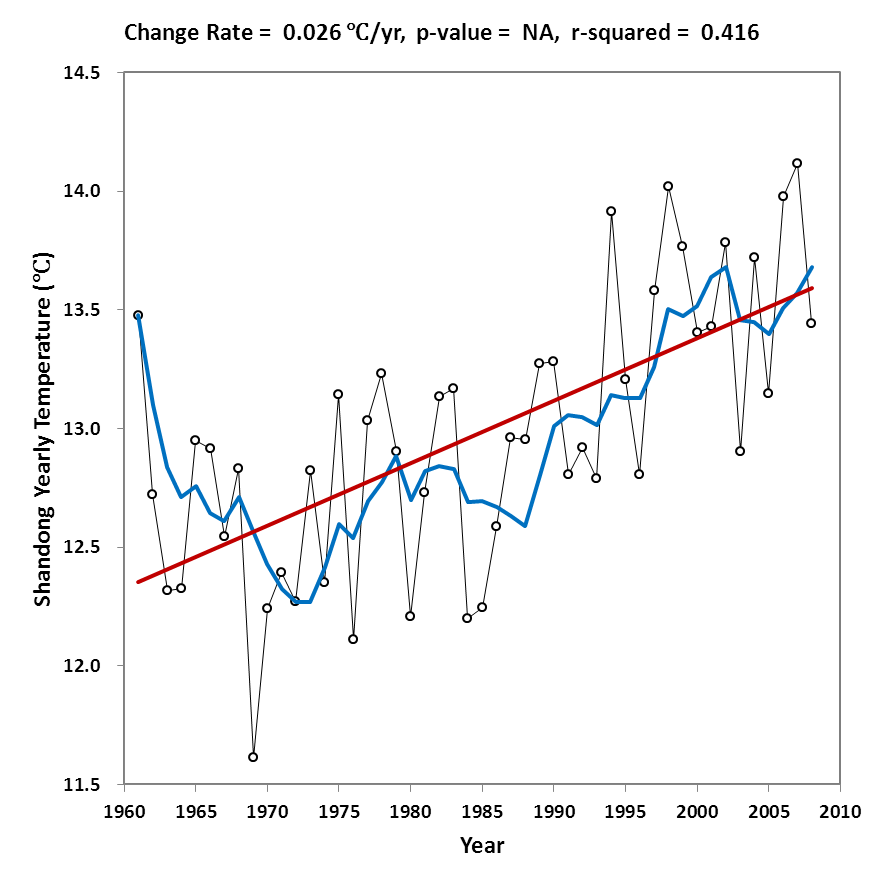 Change Rate = 0.026 ℃/yr, p-value = NA, r-squared = 0.416
14.5
14.0
13.5
13.0
12.5
12.0
11.5
Shandong Yearly Temperature (℃)
1960 1965 1970 1975 1980 1985 1990 1995 2000 2005 2010
Year